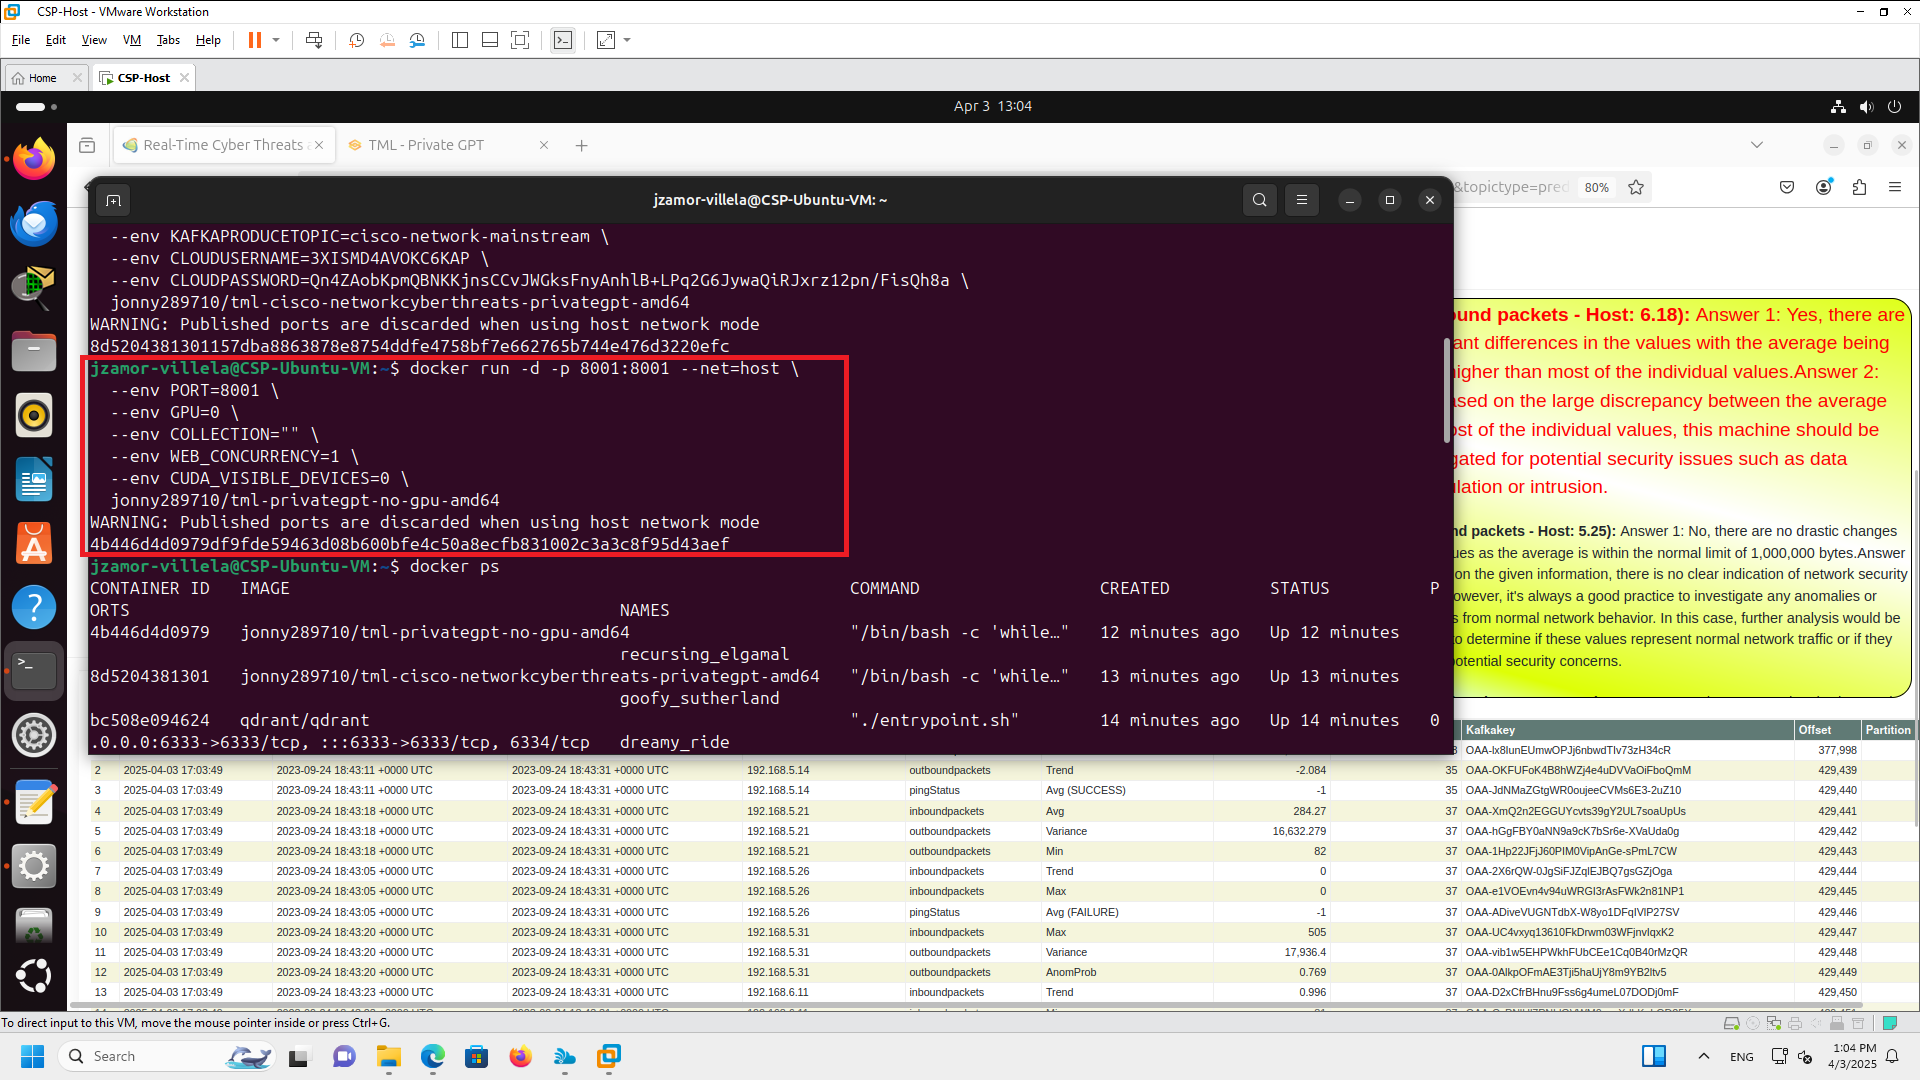 CSP-Host - VMware Workstation
File Edit View VM Tabs Help
Home CSP-Host
Apr 3 13:04
Real-Time Cyber Threats TML - Private GPT
jzamor-villela@CSP-Ubuntu-VM: ~
&topictype=pred 80%
--env KAFKAPRODUCETOPIC=cisco-network-mainstream \
--env CLOUDUSERNAME=3XISMD4AVOKC6KAP \
--env CLOUDPASSWORD=Qn4ZAobKpmQBNKKjnsCCvJWGksFnyAnhlB+LPq2G6JywaQiRJxrz12pn/FisQh8a \
jonny289710/tml-cisco-networkcyberthreats-privategpt-amd64
WARNING: Published ports are discarded when using host network mode
8d5204381301157dba8863878e8754ddfe4758bf7e662765b744e476d3220efc
jzamor-villela@CSP-Ubuntu-VM:~$ docker run -d -p 8001:8001 --net=host \
--env PORT=8001 \
--env GPU=0 \
--env COLLECTION="" \
--env WEB_CONCURRENCY=1 \
--env CUDA_VISIBLE_DEVICES=0 \
jonny289710/tml-privategpt-no-gpu-amd64
WARNING: Published ports are discarded when using host network mode
4b446d4d0979df9fde59463d08b600bfe4c50a8ecfb831002c3a3c8f95d43aef
jzamor-villela@CSP-Ubuntu-VM:~$ docker ps
CONTAINER ID IMAGE COMMAND CREATED STATUS P
ORTS NAMES
4b446d4d0979 jonny289710/tml-privategpt-no-gpu-amd64 "/bin/bash -c 'while…" 12 minutes ago Up 12 minutes
recursing_elgamal
8d5204381301 jonny289710/tml-cisco-networkcyberthreats-privategpt-amd64 "/bin/bash -c 'while…" 13 minutes ago Up 13 minutes
goofy_sutherland
bc508e094624 qdrant/qdrant "./entrypoint.sh" 14 minutes ago Up 14 minutes 0
.0.0.0:6333->6333/tcp, :::6333->6333/tcp, 6334/tcp dreamy_ride
ound packets - Host: 6.18): Answer 1: Yes, there are
ant differences in the values with the average being
higher than most of the individual values.Answer 2:
ased on the large discrepancy between the average
ost of the individual values, this machine should be
gated for potential security issues such as data
lation or intrusion.
nd packets - Host: 5.25): Answer 1: No, there are no drastic changes
ues as the average is within the normal limit of 1,000,000 bytes.Answer
on the given information, there is no clear indication of network security
owever, it's always a good practice to investigate any anomalies or
s from normal network behavior. In this case, further analysis would be
to determine if these values represent normal network traffic or if they
otential security concerns.
Kafkakey Offset Partition
OAA-lx8IunEUmwOPJj6nbwdTIv73zH34cR 377,998
2 2025-04-03 17:03:49 2023-09-24 18:43:11 +0000 UTC 2023-09-24 18:43:31 +0000 UTC 192.168.5.14 outboundpackets Trend -2.084 35 OAA-OKFUFoK4B8hWZj4e4uDVVaOiFboQmM 429,439
3 2025-04-03 17:03:49 2023-09-24 18:43:11 +0000 UTC 2023-09-24 18:43:31 +0000 UTC 192.168.5.14 pingStatus Avg (SUCCESS) -1 35 OAA-JdNMaZGtgWR0oujeeCVMs6E3-2uZ10 429,440
4 2025-04-03 17:03:49 2023-09-24 18:43:18 +0000 UTC 2023-09-24 18:43:31 +0000 UTC 192.168.5.21 inboundpackets Avg 284.27 37 OAA-XmQ2n2EGGUYcvts39gY2UL7soaUpUs 429,441
5 2025-04-03 17:03:49 2023-09-24 18:43:18 +0000 UTC 2023-09-24 18:43:31 +0000 UTC 192.168.5.21 outboundpackets Variance 16,632.279 37 OAA-hGgFBY0aNN9a9cK7bSr6e-XVaUda0g 429,442
6 2025-04-03 17:03:49 2023-09-24 18:43:18 +0000 UTC 2023-09-24 18:43:31 +0000 UTC 192.168.5.21 outboundpackets Min 82 37 OAA-1Hp22JFjJ60PIM0VipAnGe-sPmL7CW 429,443
7 2025-04-03 17:03:49 2023-09-24 18:43:05 +0000 UTC 2023-09-24 18:43:31 +0000 UTC 192.168.5.26 inboundpackets Trend 0 37 OAA-2X6rQW-0JgSiFJZqIEJBQ7gsGZjOga 429,444
8 2025-04-03 17:03:49 2023-09-24 18:43:05 +0000 UTC 2023-09-24 18:43:31 +0000 UTC 192.168.5.26 inboundpackets Max 0 37 OAA-e1VOEvn4v94uWRGI3rAsFWk2n81NP1 429,445
9 2025-04-03 17:03:49 2023-09-24 18:43:05 +0000 UTC 2023-09-24 18:43:31 +0000 UTC 192.168.5.26 pingStatus Avg (FAILURE) -1 37 OAA-ADiveVUGNTdbX-W8yo1DFqIVIP27SV 429,446
10 2025-04-03 17:03:49 2023-09-24 18:43:20 +0000 UTC 2023-09-24 18:43:31 +0000 UTC 192.168.5.31 inboundpackets Max 505 37 OAA-UC4vxyq13610FkDrwm03WFjnvIqxK2 429,447
11 2025-04-03 17:03:49 2023-09-24 18:43:20 +0000 UTC 2023-09-24 18:43:31 +0000 UTC 192.168.5.31 outboundpackets Variance 17,936.4 37 OAA-vib1w5EHPWkhFUbCEe1Cq0B40rMzQR 429,448
12 2025-04-03 17:03:49 2023-09-24 18:43:20 +0000 UTC 2023-09-24 18:43:31 +0000 UTC 192.168.5.31 outboundpackets AnomProb 0.769 37 OAA-0AlkpOFmAE3Tji5haUjY8m9YB2ltv5 429,449
13 2025-04-03 17:03:49 2023-09-24 18:43:23 +0000 UTC 2023-09-24 18:43:31 +0000 UTC 192.168.6.11 inboundpackets Trend 0.996 37 OAA-D2xCfrBHnu9Fss6g4umeL07DODj0mF 429,450
To direct input to this VM, move the mouse pointer inside or press Ctrl+G.
Search
ENG
1:04 PM
4/3/2025